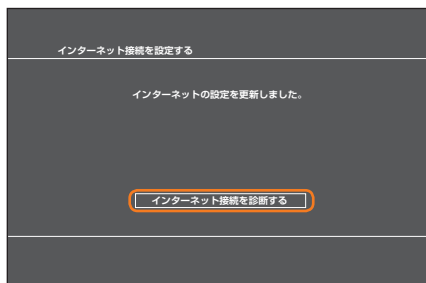 インターネット接続を設定する
インターネットの設定を更新しました。
インターネット接続を診断する